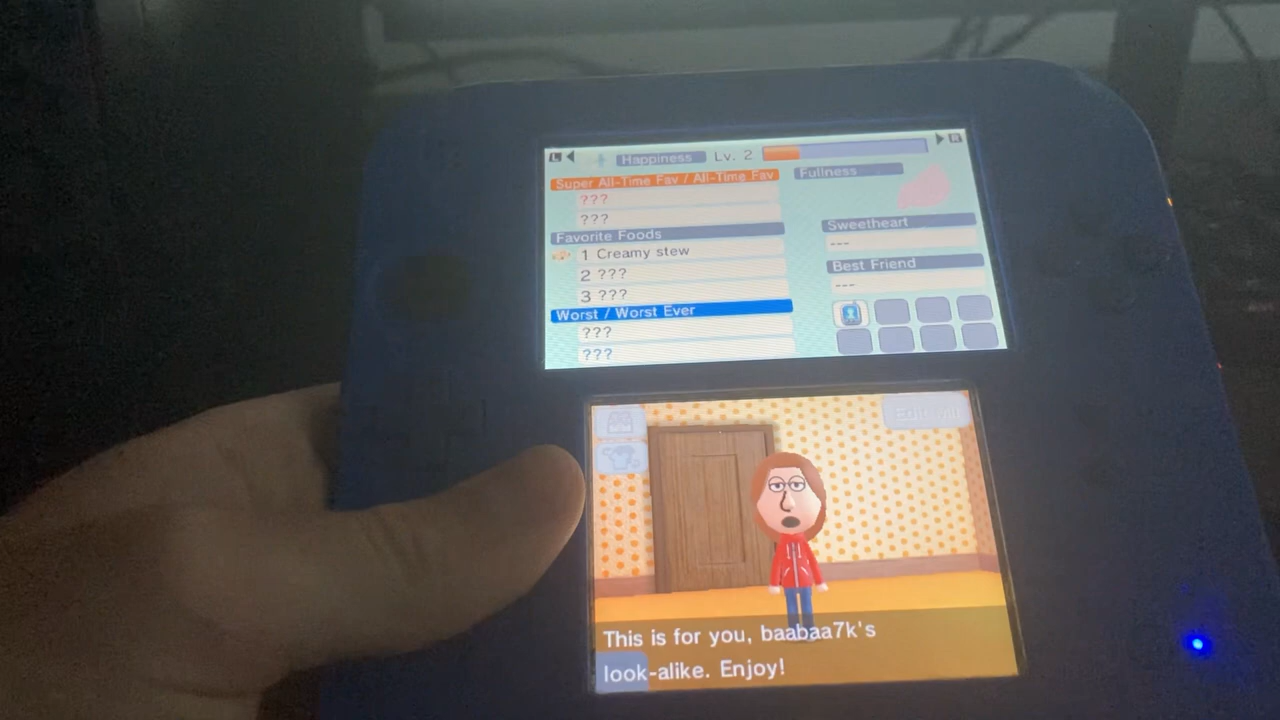 L R
Happiness Lv. 2
Super All-Time Fav / All-Time Fav
???
???
Favorite Foods
1 Creamy stew
2 ???
3 ???
Worst / Worst Ever
???
???
Fullness
Sweetheart
---
Best Friend
---
This is for you, baabaa7k's
look-alike. Enjoy!